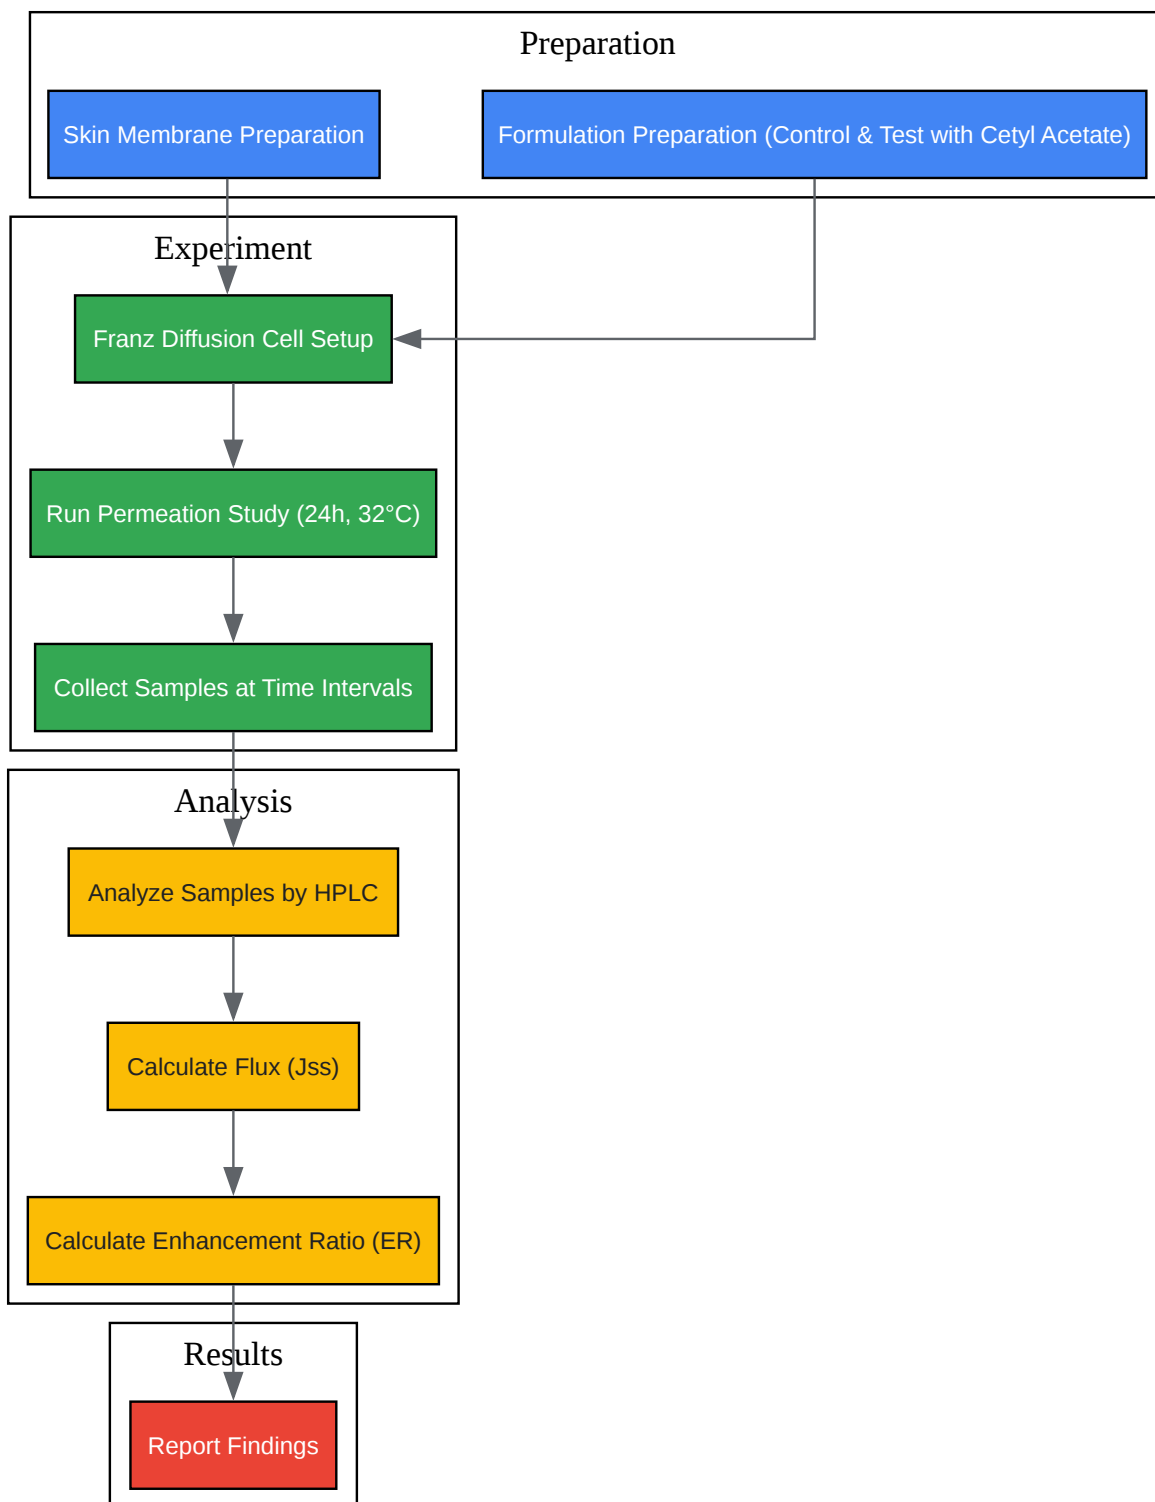 Preparation
Skin Membrane Preparation
Formulation Preparation (Control & Test with Cetyl Acetate)
Experiment
Franz Diffusion Cell Setup
Run Permeation Study (24h, 32°C)
Collect Samples at Time Intervals
Analysis
Analyze Samples by HPLC
Calculate Flux (Jss)
Calculate Enhancement Ratio (ER)
Results
Report Findings